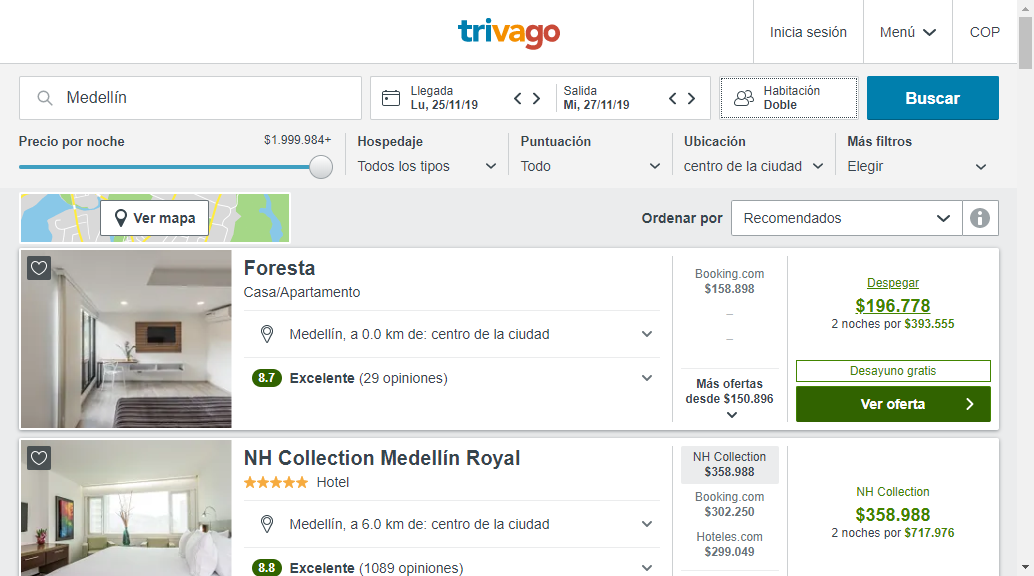 trivago
Inicia sesión
Menú
COP
Medellín
Llegada
Lu, 25/11/19
Salida
Mi, 27/11/19
Habitación
Doble
Buscar
Precio por noche
$1.999.984+
Hospedaje
Todos los tipos
Puntuación
Todo
Ubicación
centro de la ciudad
Más filtros
Elegir
Ver mapa
Ordenar por
Recomendados
Foresta
Casa/Apartamento
Medellín, a 0.0 km de: centro de la ciudad
8.7 Excelente (29 opiniones)
Booking.com
$158.898
–
–
Más ofertas
desde $150.896
Despegar
$196.778
2 noches por $393.555
Desayuno gratis
Ver oferta
NH Collection Medellín Royal
Hotel
Medellín, a 6.0 km de: centro de la ciudad
8.8 Excelente (1089 opiniones)
NH Collection
$358.988
Booking.com
$302.250
Hoteles.com
$299.049
NH Collection
$358.988
2 noches por $717.976